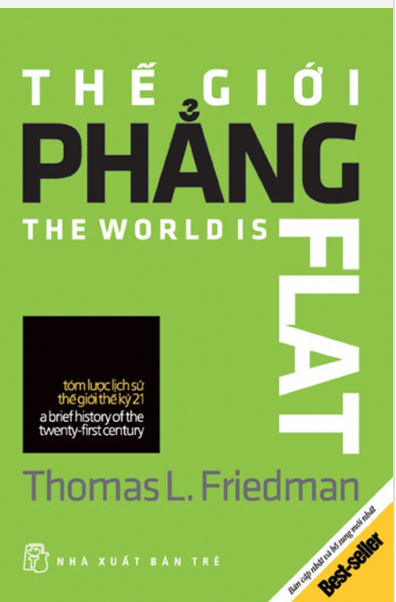 THẾ GIỚI
PHẲNG
THE WORLD IS
FLAT
tóm lược lịch sử
thế giới thế kỷ 21
a brief history of the
twenty-first century
Thomas L. Friedman
NHÀ XUẤT BẢN TRẺ
Bản cập nhật và bổ sung mới nhất
Best-seller